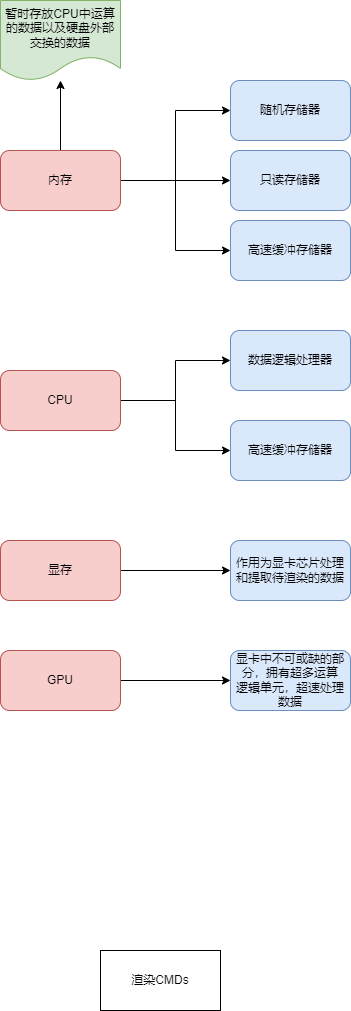 暂时存放CPU中运算
的数据以及硬盘外部
交换的数据
随机存储器
内存
只读存储器
高速缓冲存储器
数据逻辑处理器
CPU
高速缓冲存储器
显存
作用为显卡芯片处理
和提取待渲染的数据
GPU
显卡中不可或缺的部
分，拥有超多运算
逻辑单元，超速处理
数据
渲染CMDs